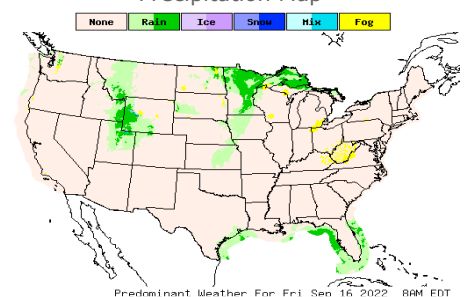 Precipitation Map
None Rain Ice Snow Mix Fog
Predominant Weather For Fri Sep 16 2022 8AM EDT